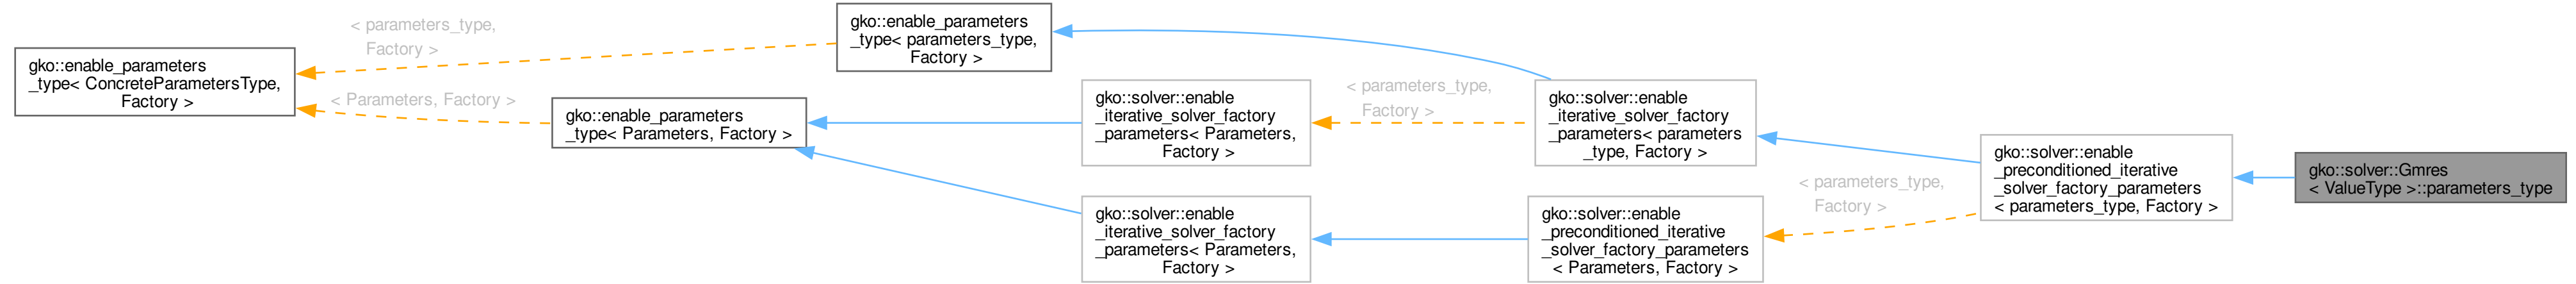 gko::enable_parameters
_type< ConcreteParametersType,
Factory >
< parameters_type,
Factory >
< Parameters, Factory >
gko::enable_parameters
_type< parameters_type,
Factory >
gko::enable_parameters
_type< Parameters, Factory >
gko::solver::enable
_iterative_solver_factory
_parameters< Parameters,
Factory >
gko::solver::enable
_iterative_solver_factory
_parameters< Parameters,
Factory >
< parameters_type,
Factory >
gko::solver::enable
_iterative_solver_factory
_parameters< parameters
_type, Factory >
gko::solver::enable
_preconditioned_iterative
_solver_factory_parameters
< Parameters, Factory >
< parameters_type,
Factory >
gko::solver::enable
_preconditioned_iterative
_solver_factory_parameters
< parameters_type, Factory >
gko::solver::Gmres
< ValueType >::parameters_type